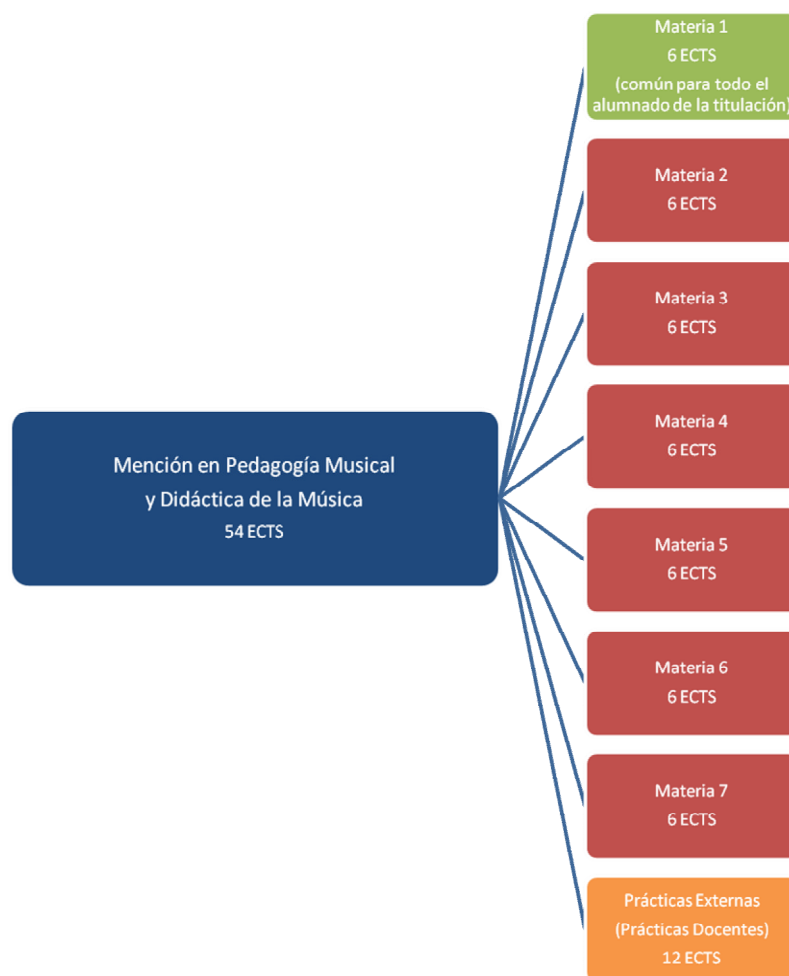 Materia 1
6 ECTS
(común para todo el
alumnado de la titulación)
Materia 2
6 ECTS
Materia 3
6 ECTS
Materia 4
6 ECTS
Mención en Pedagogía Musical
y Didáctica de la Música
54 ECTS
Materia 5
6 ECTS
Materia 6
6 ECTS
Materia 7
6 ECTS
Prácticas Externas
(Prácticas Docentes)
12 ECTS